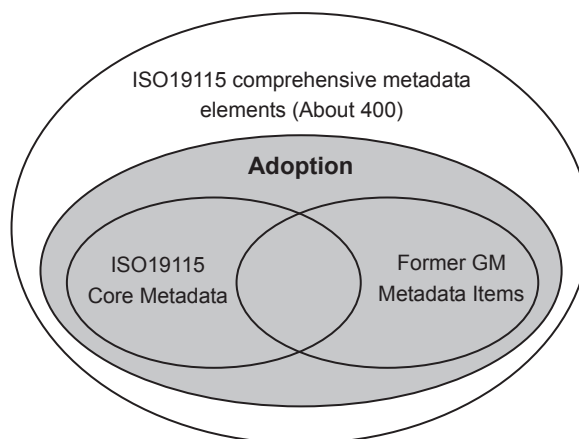 ISO19115 comprehensive metadata
elements (About 400)
Adoption
ISO19115
Core Metadata
Former GM
Metadata Items